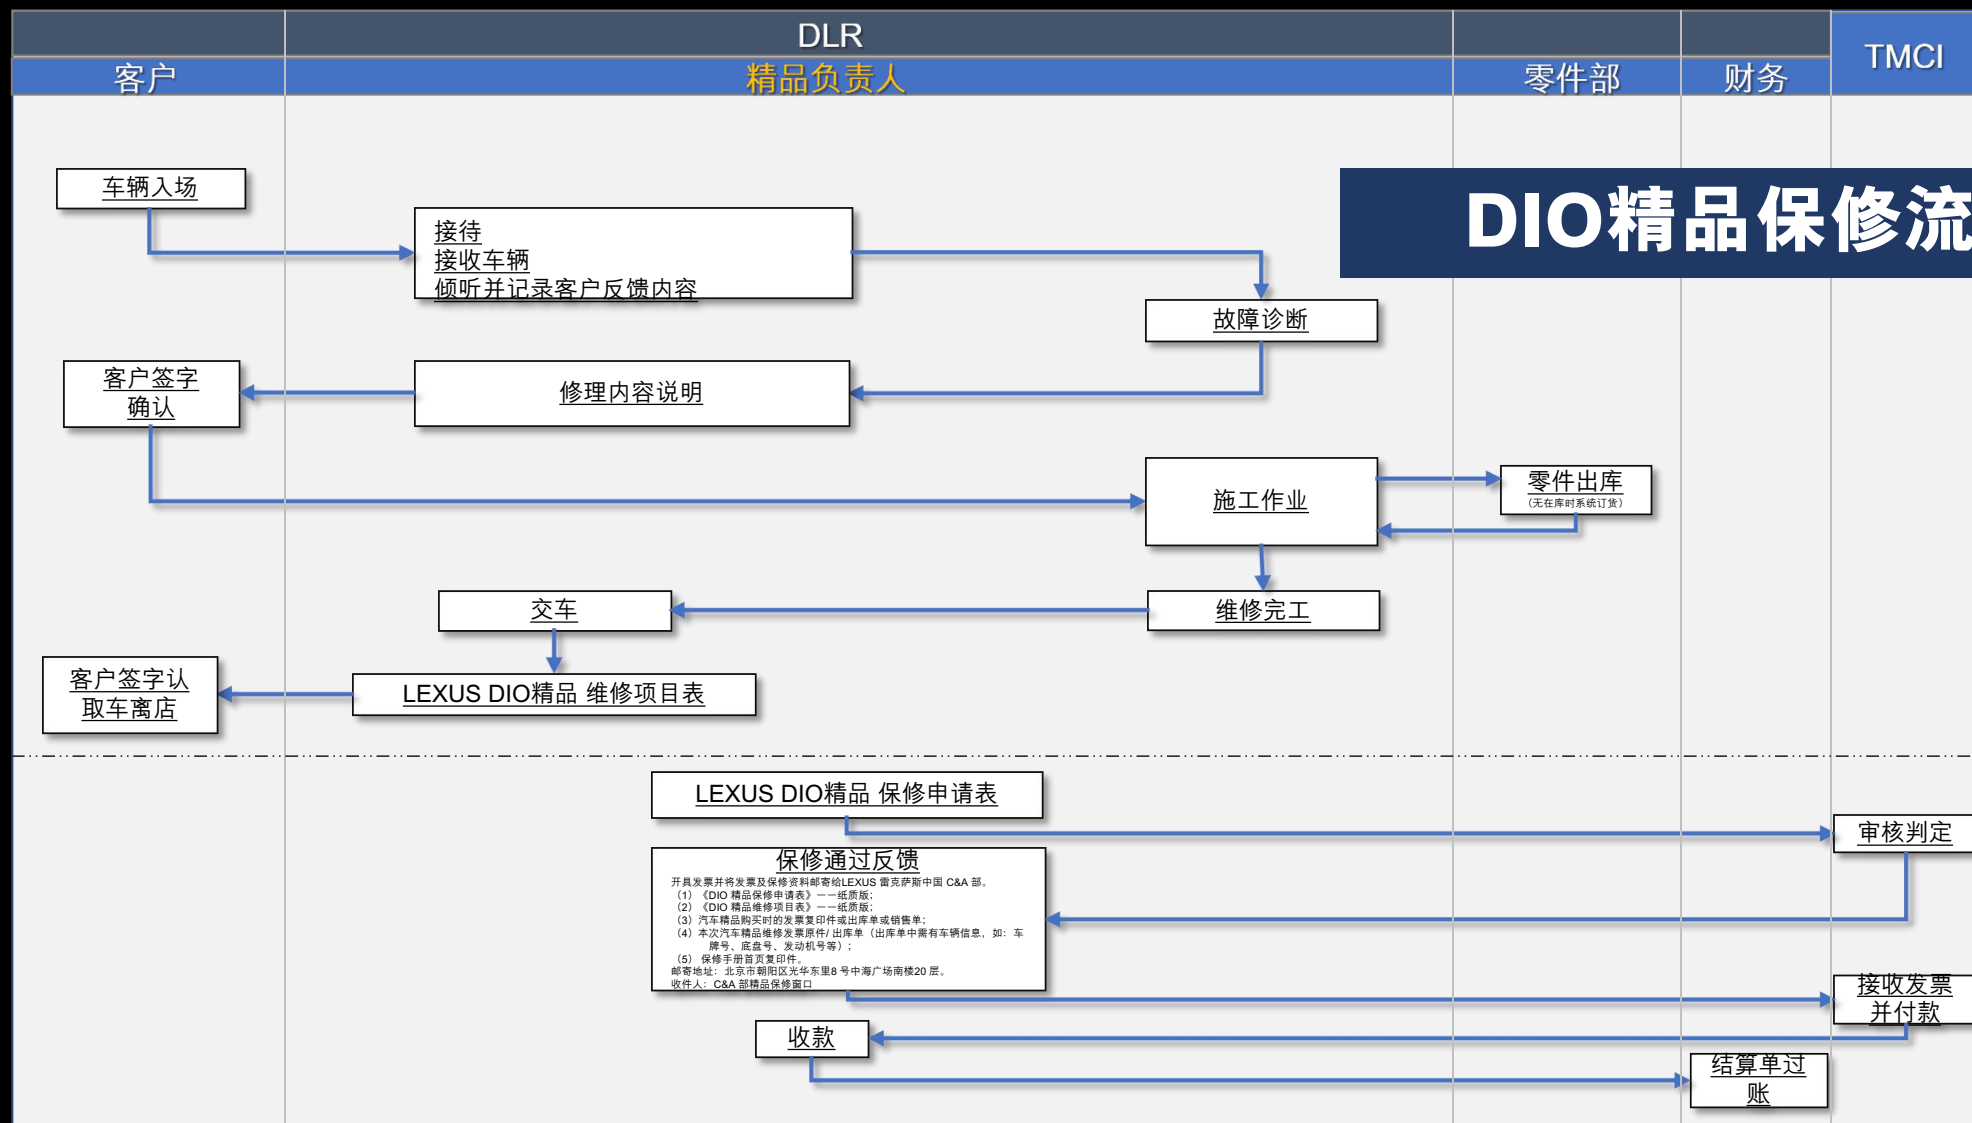 DLR
TMCI
客户
精品负责人
零件部
财务
DIO精品保修流
车辆入场
接待
接收车辆
倾听并记录客户反馈内容
故障诊断
客户签字
确认
修理内容说明
施工作业
零件出库
（无在库时系统订货）
交车
维修完工
客户签字认
取车离店
LEXUS DIO精品 维修项目表
LEXUS DIO精品 保修申请表
审核判定
保修通过反馈
开具发票并将发票及保修资料邮寄给LEXUS 雷克萨斯中国 C&A 部。
（1）《DIO 精品保修申请表》——纸质版；
（2）《DIO 精品维修项目表》——纸质版；
（3）汽车精品购买时的发票复印件或出库单或销售单；
（4）本次汽车精品维修发票原件/ 出库单（出库单中需有车辆信息，如：车
牌号、底盘号、发动机号等）；
（5） 保修手册首页复印件。
邮寄地址：北京市朝阳区光华东里8 号中海广场南楼20 层。
收件人：C&A 部精品保修窗口
接收发票
并付款
收款
结算单过
账